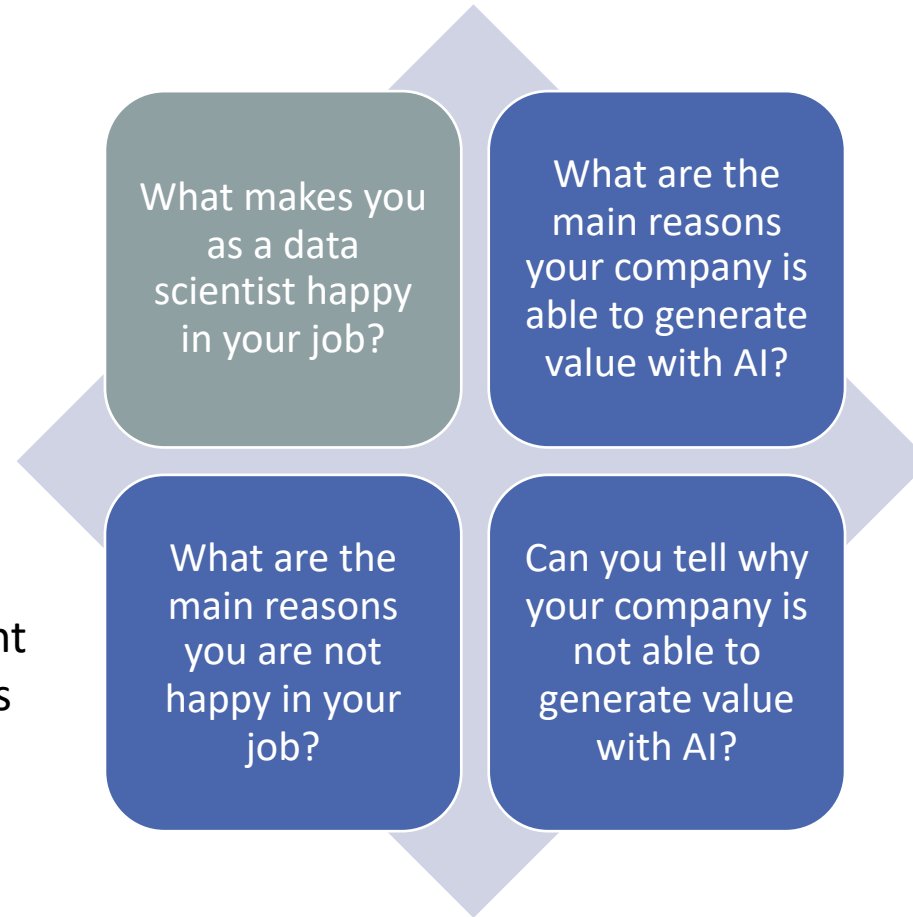 What makes you
as a data
scientist happy
in your job?
What are the
main reasons
your company is
able to generate
value with AI?
nt
s
What are the
main reasons
you are not
happy in your
job?
Can you tell why
your company is
not able to
generate value
with AI?